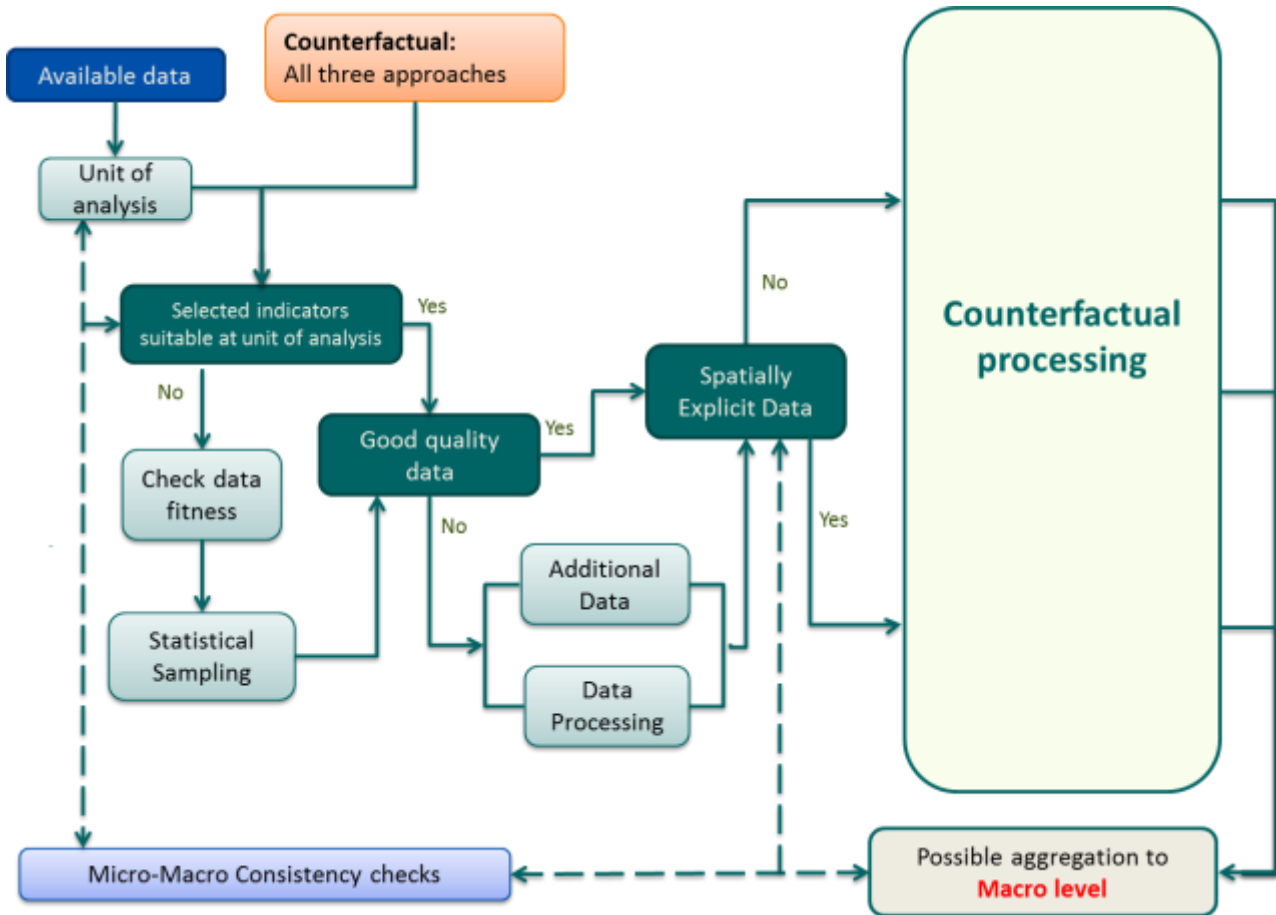 Available data
Counterfactual:
All three approaches
Unit of
analysis
Selected indicators
suitable at unit of analysis
Yes
No
Check data
fitness
Statistical
Sampling
Good quality
data
Yes
No
Additional
Data
Data
Processing
Spatially
Explicit Data
No
Yes
Counterfactual
processing
Micro-Macro Consistency checks
Possible aggregation to
Macro level